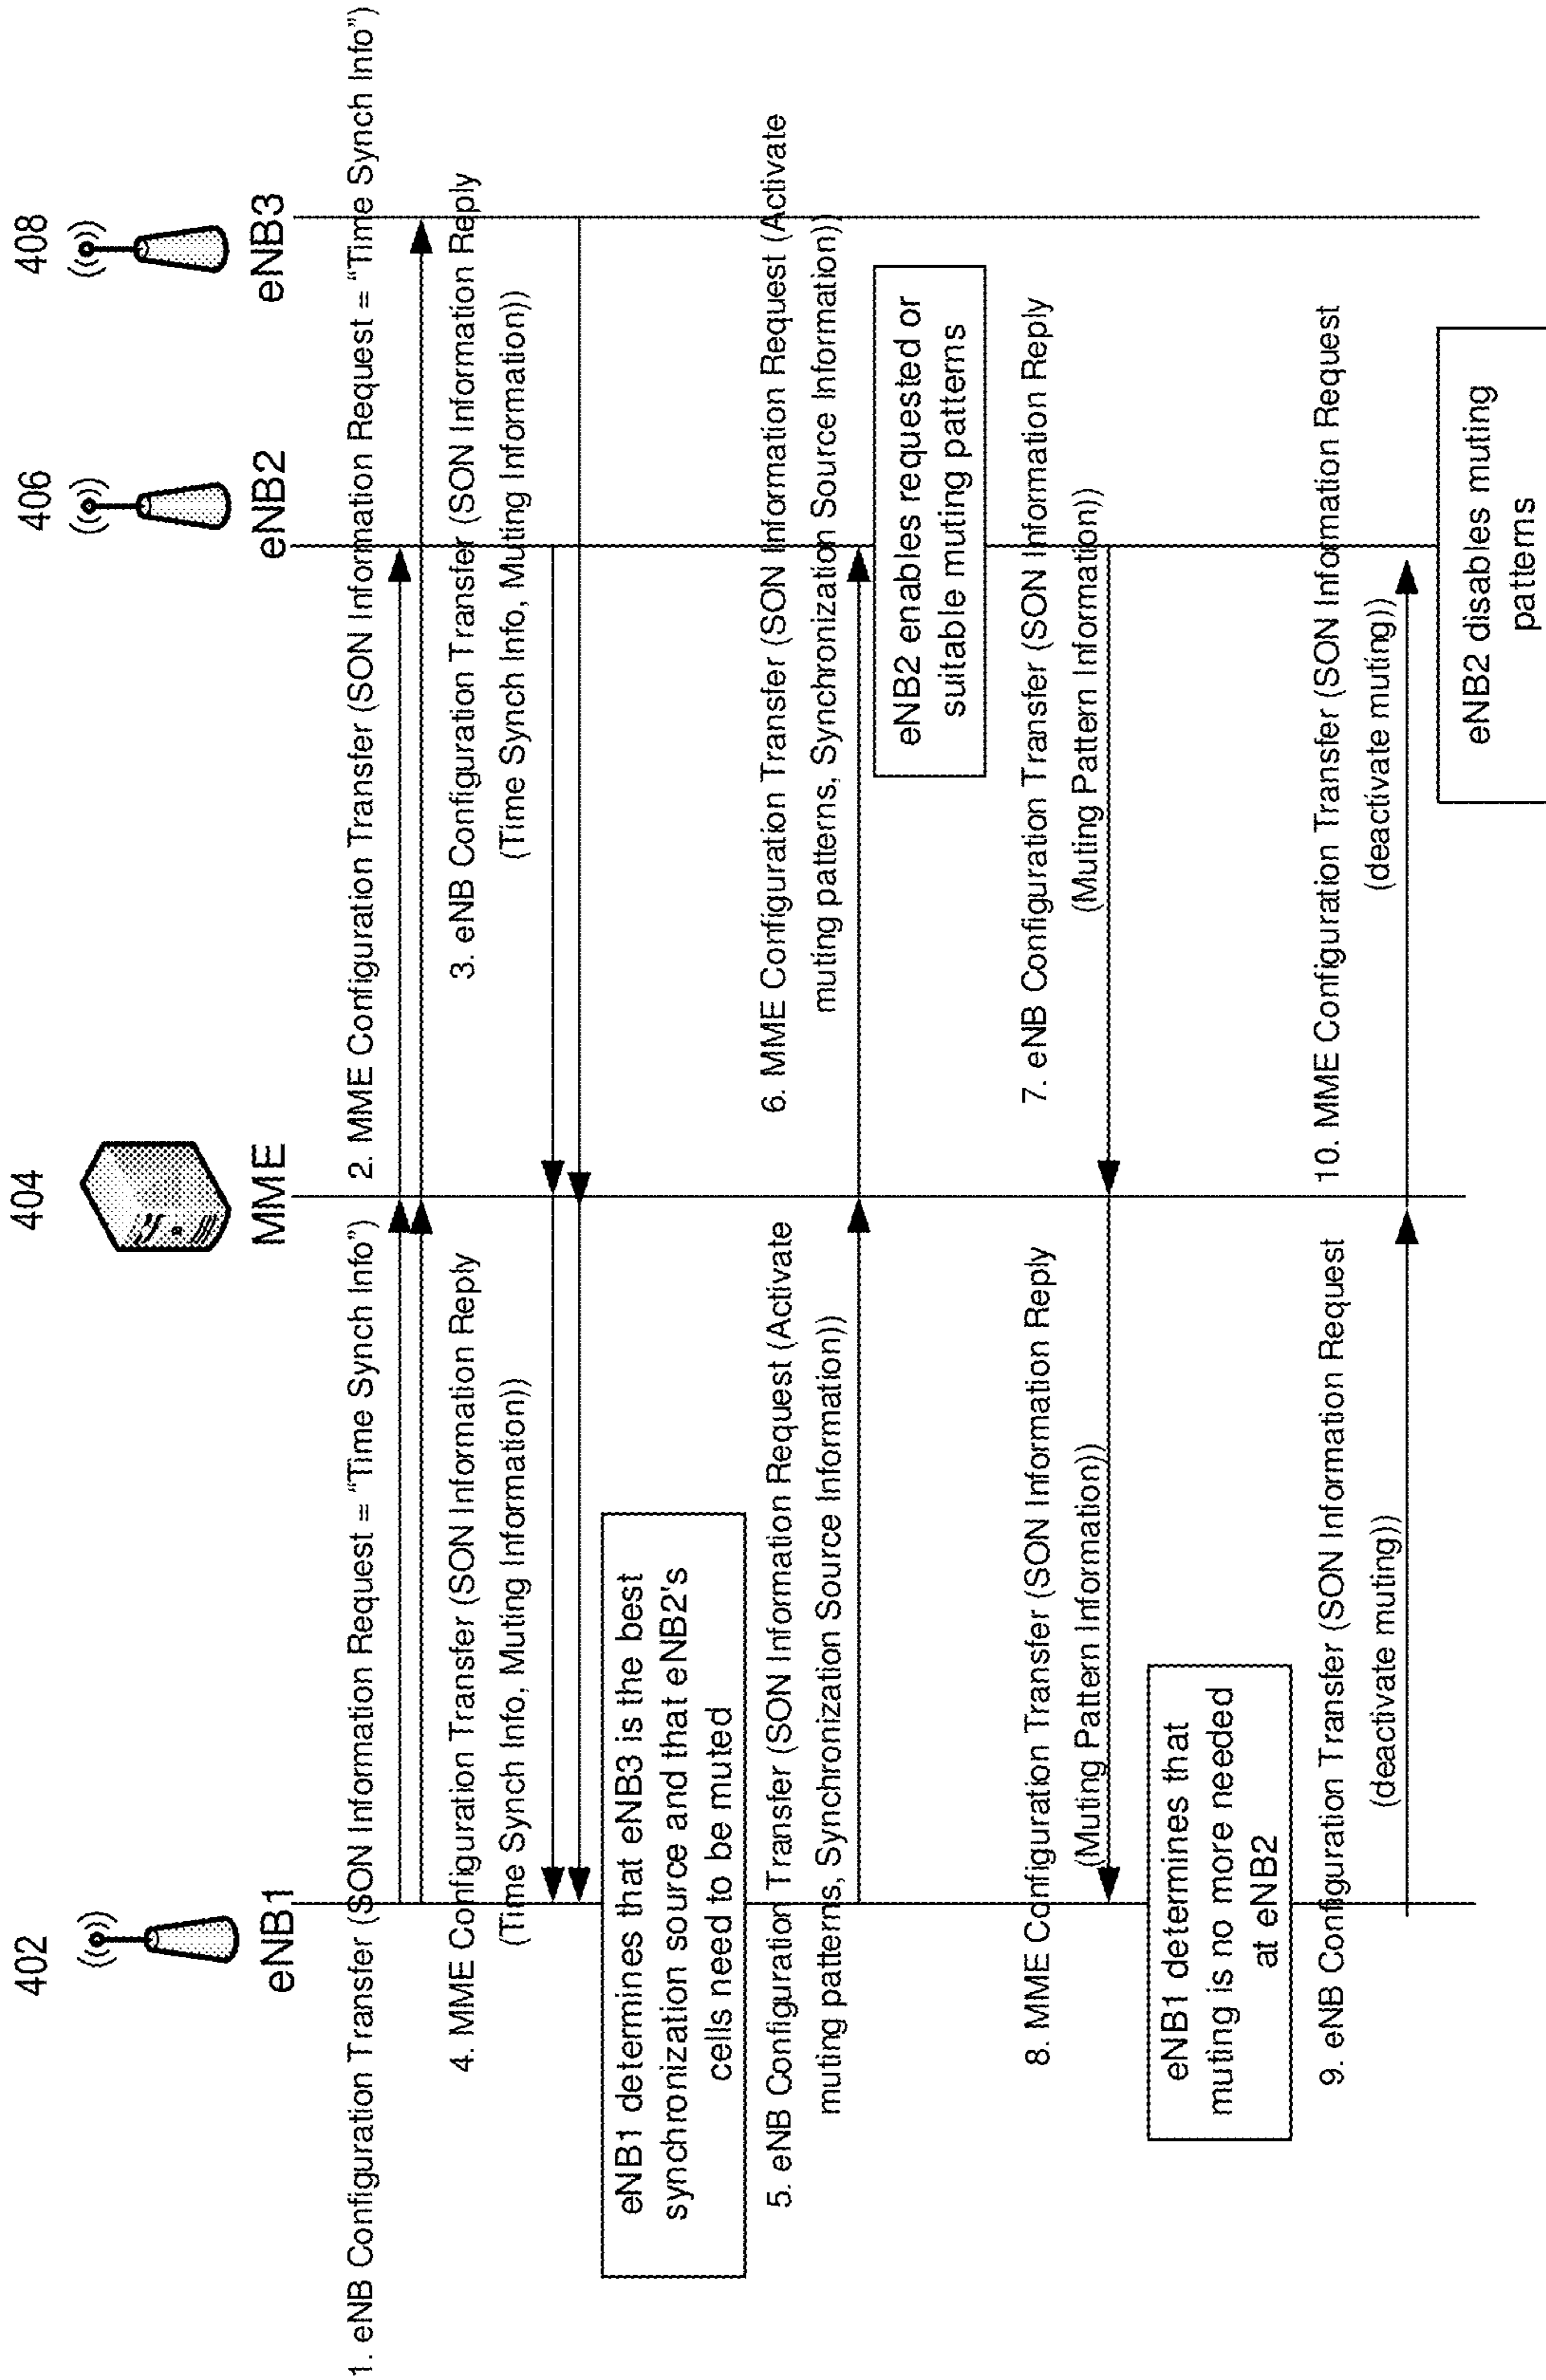 402
404
406
408
eNB1
MME
eNB2
eNB3
1. eNB Configuration Transfer (SON Information Request = "Time Synch Info")
2. MME Configuration Transfer (SON Information Request = "Time Synch Info")
3. eNB Configuration Transfer (SON Information Reply
(Time Synch Info, Muting Information))
4. MME Configuration Transfer (SON Information Reply
(Time Synch Info, Muting Information))
eNB1 determines that eNB3 is the best
synchronization source and that eNB2's
cells need to be muted
5. eNB Configuration Transfer (SON Information Request (Activate
muting patterns, Synchronization Source Information))
6. MME Configuration Transfer (SON Information Request (Activate
muting patterns, Synchronization Source Information))
eNB2 enables requested or
suitable muting patterns
7. eNB Configuration Transfer (SON Information Reply
(Muting Pattern Information))
8. MME Configuration Transfer (SON Information Reply
(Muting Pattern Information))
eNB1 determines that
muting is no more needed
at eNB2
9. eNB Configuration Transfer (SON Information Request
(deactivate muting))
10. MME Configuration Transfer (SON Information Request
(deactivate muting))
eNB2 disables muting
patterns